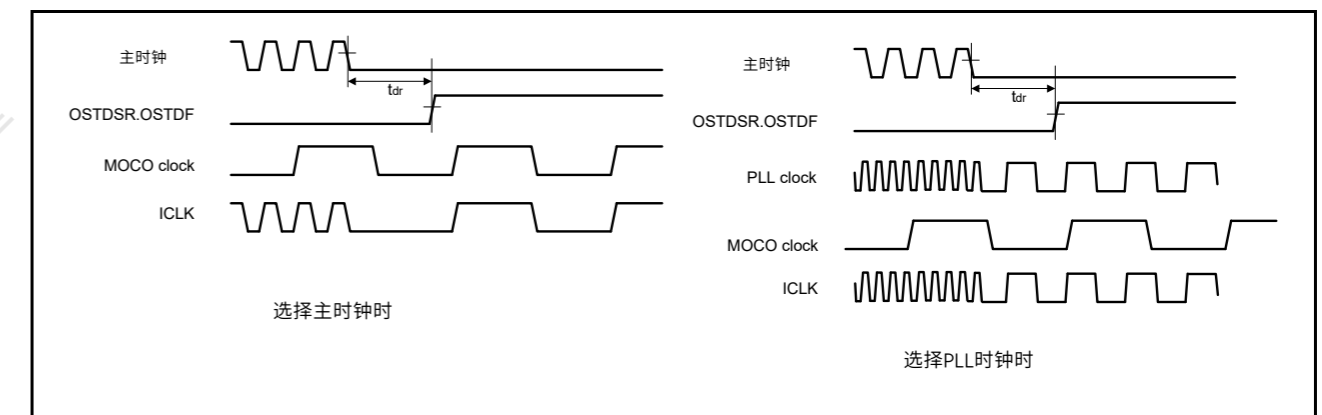 主时钟
tdr
OSTDSR.OSTDF
MOCO clock
ICLK
选择主时钟时
主时钟
tdr
OSTDSR.OSTDF
PLL clock
MOCO clock
ICLK
选择PLL时钟时